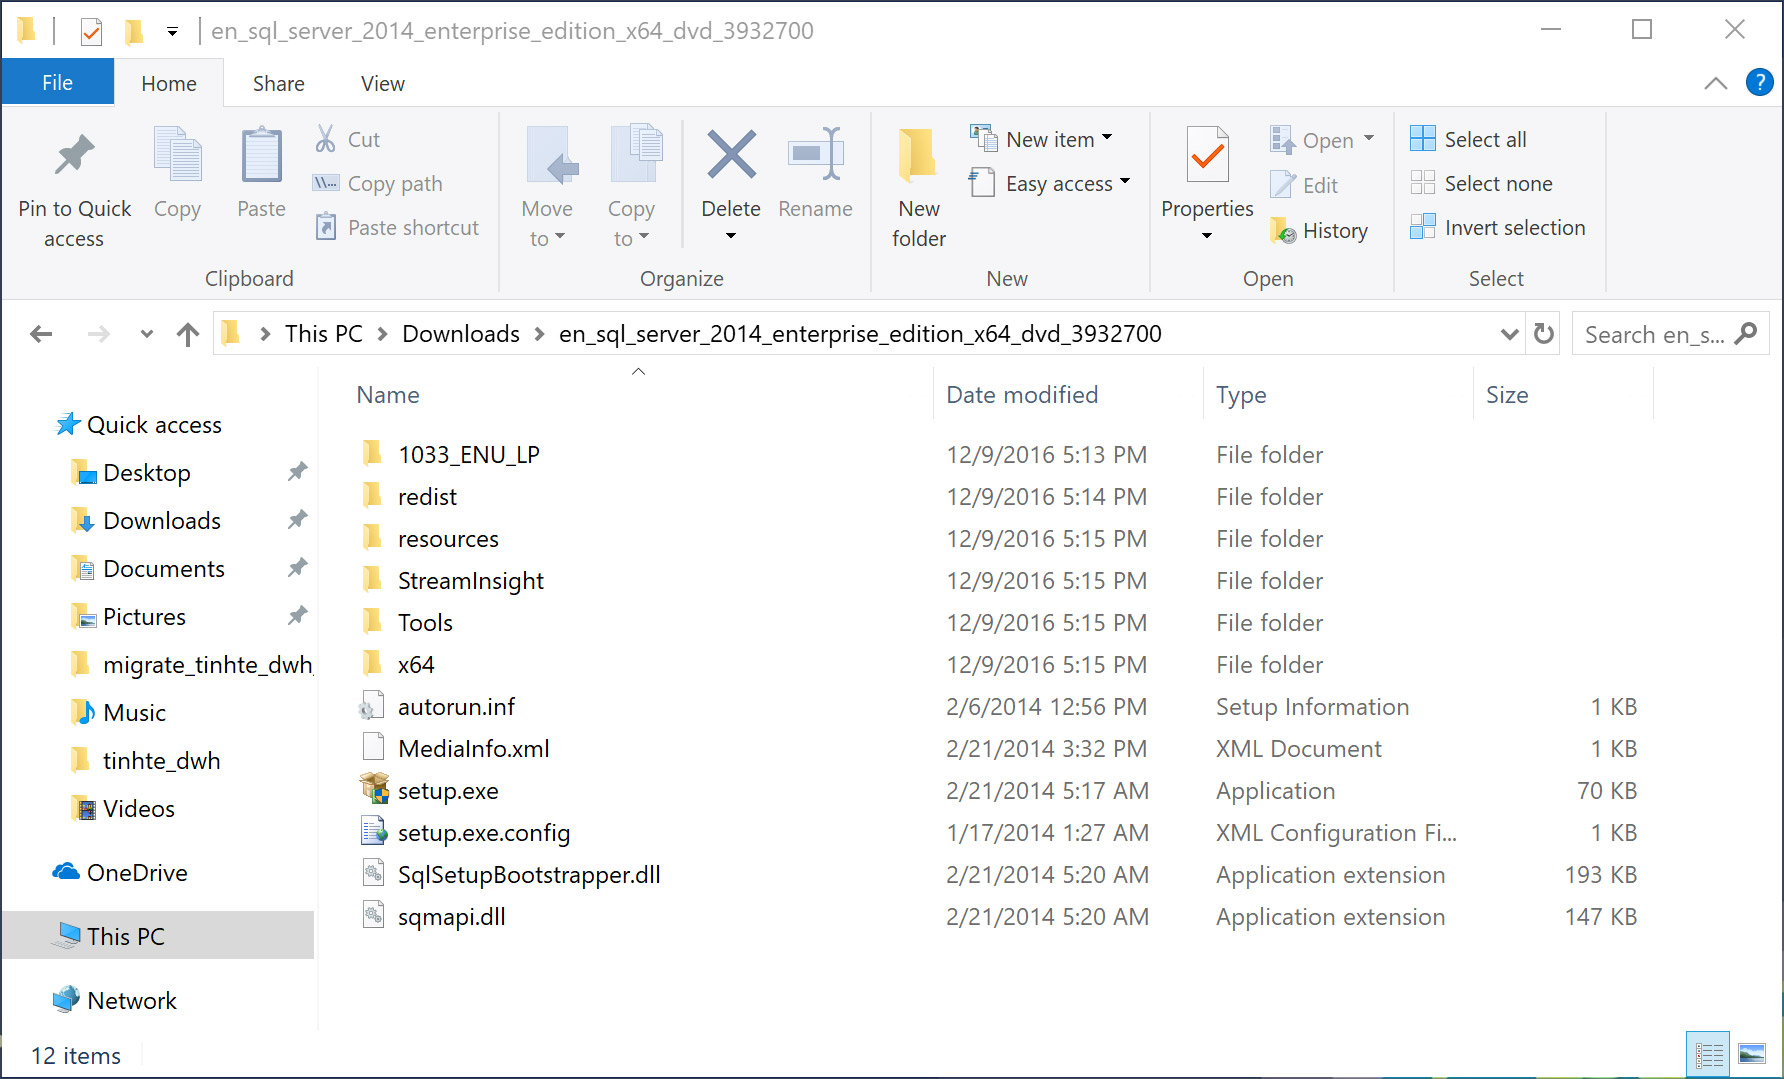 en_sql_server_2014_enterprise_edition_x64_dvd_3932700
File Home Share View
?
Pin to Quick access
Copy
Paste
Cut
Copy path
Paste shortcut
Clipboard
Move to
Copy to
Delete
Rename
Organize
New folder
New item
Easy access
New
Properties
Open
Edit
History
Open
Select all
Select none
Invert selection
Select
This PC Downloads en_sql_server_2014_enterprise_edition_x64_dvd_3932700
Search en_s...
Quick access
Desktop
Downloads
Documents
Pictures
migrate_tinhte_dwh_
Music
tinhte_dwh
Videos
OneDrive
This PC
Network
Name Date modified Type Size
1033_ENU_LP 12/9/2016 5:13 PM File folder
redist 12/9/2016 5:14 PM File folder
resources 12/9/2016 5:15 PM File folder
StreamInsight 12/9/2016 5:15 PM File folder
Tools 12/9/2016 5:15 PM File folder
x64 12/9/2016 5:15 PM File folder
autorun.inf 2/6/2014 12:56 PM Setup Information 1 KB
MediaInfo.xml 2/21/2014 3:32 PM XML Document 1 KB
setup.exe 2/21/2014 5:17 AM Application 70 KB
setup.exe.config 1/17/2014 1:27 AM XML Configuration Fi... 1 KB
SqlSetupBootstrapper.dll 2/21/2014 5:20 AM Application extension 193 KB
sqmapi.dll 2/21/2014 5:20 AM Application extension 147 KB
12 items